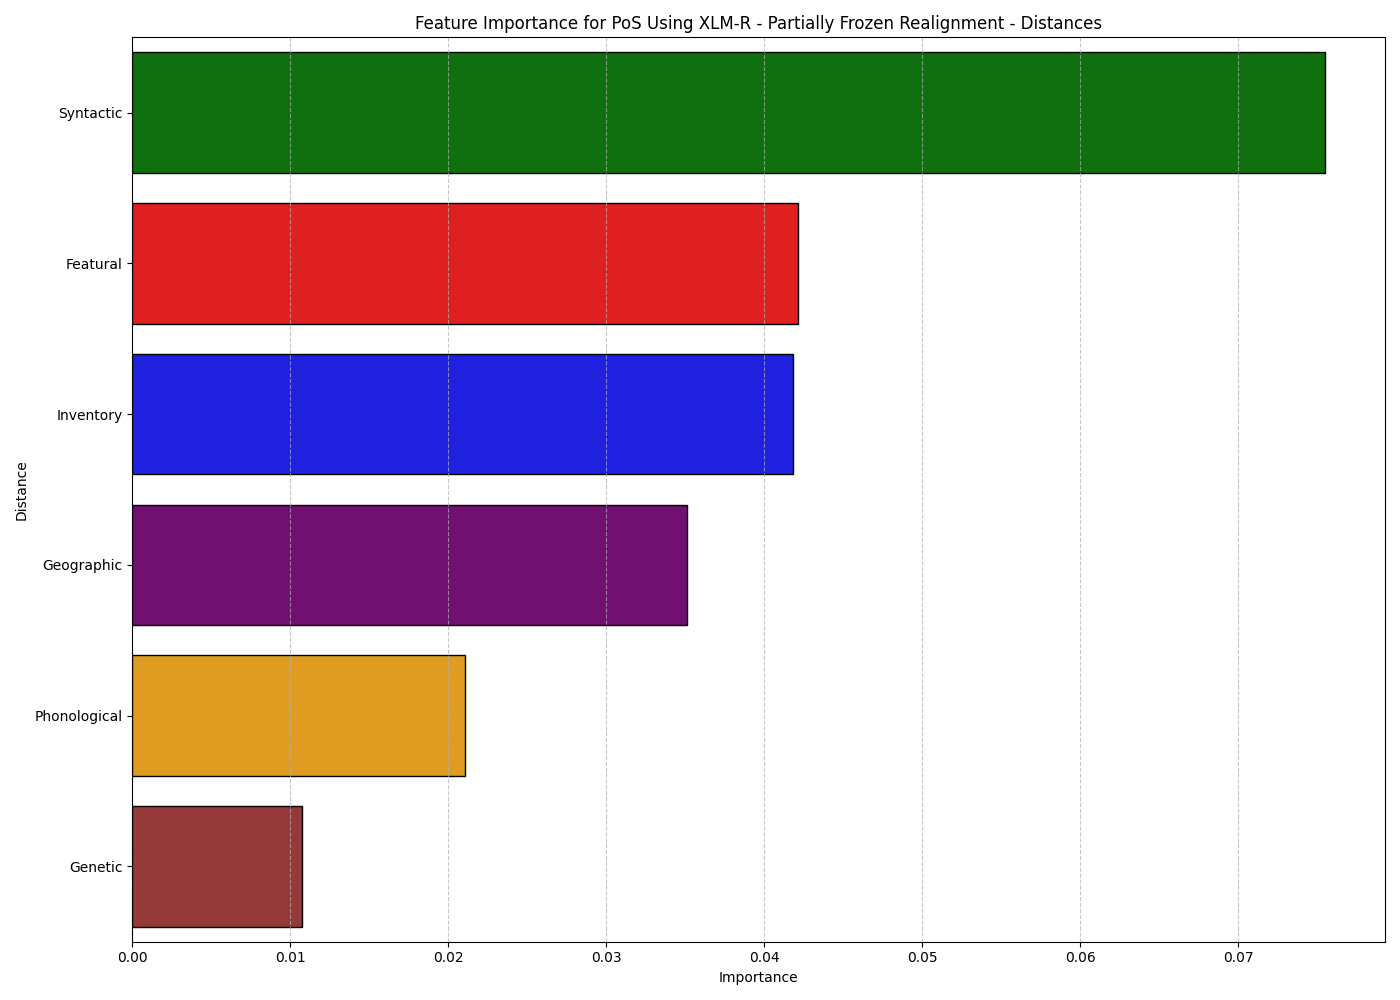 Feature Importance for PoS Using XLM-R - Partially Frozen Realignment - Distances
Syntactic
Featural
Inventory
Geographic
Phonological
Genetic
Distance
0.00 0.01 0.02 0.03 0.04 0.05 0.06 0.07
Importance